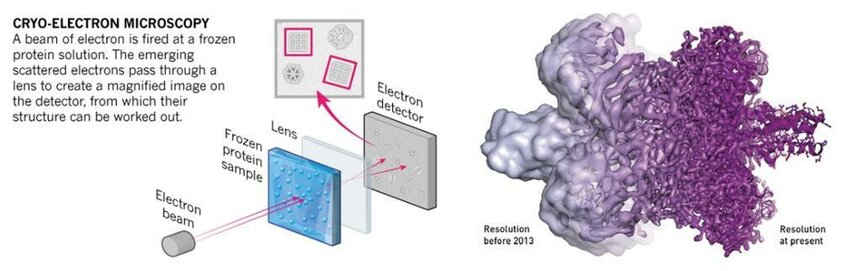 CRYO-ELECTRON MICROSCOPY
A beam of electron is fired at a frozen
protein solution. The emerging
scattered electrons pass through a
lens to create a magnified image on
the detector, from which their
structure can be worked out.
Electron
detector
Lens
Frozen
protein
sample
Electron
beam
Resolution
before 2013
Resolution
at present